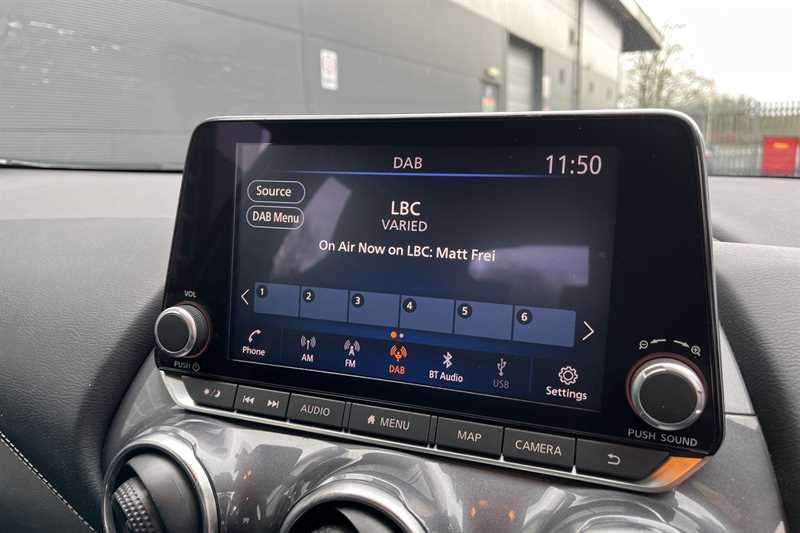 DAB
11:50
Source
DAB Menu
LBC
VARIED
On Air Now on LBC: Matt Frei
1 2 3 4 5 6
Phone AM FM DAB BT Audio USB Settings
VOL
PUSH
PUSH SOUND
AUDIO MENU MAP CAMERA